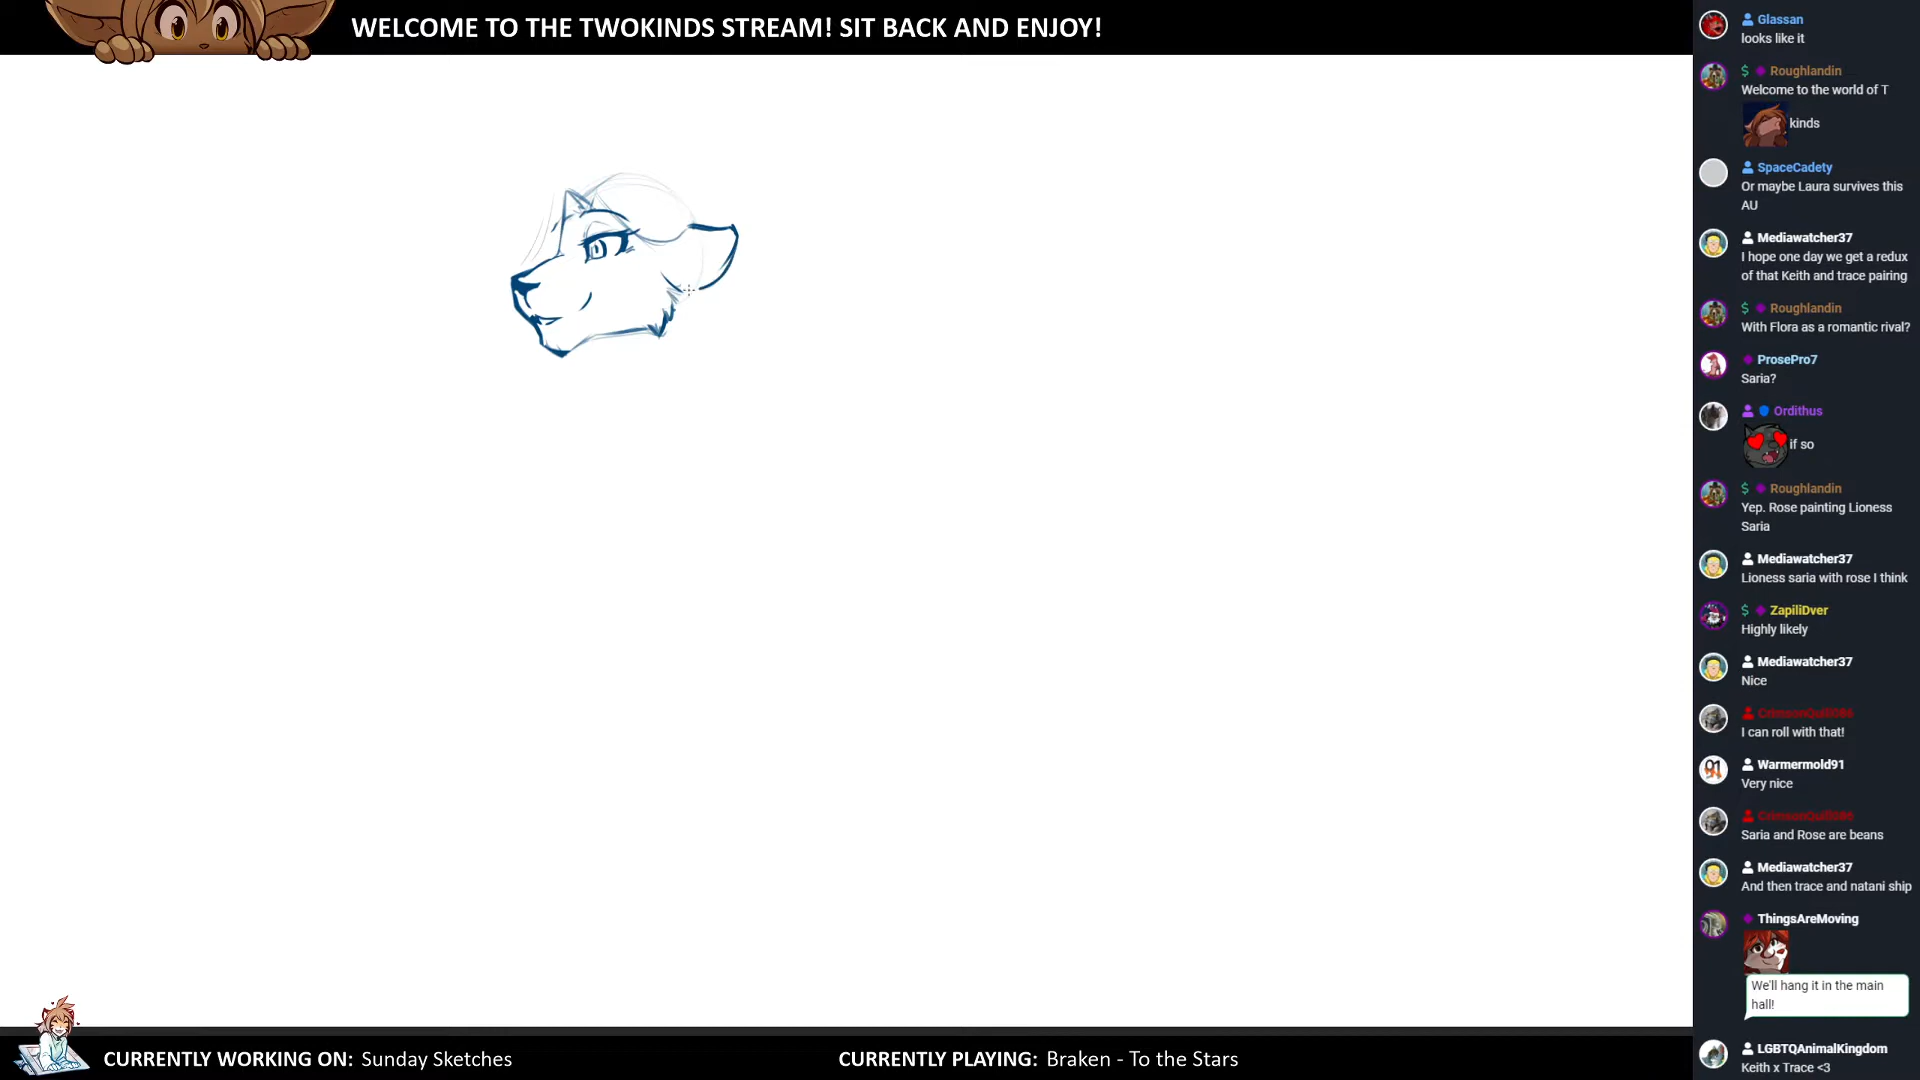 WELCOME TO THE TWOKINDS STREAM! SIT BACK AND ENJOY!
Glassan
looks like it
$ Roughlandin
Welcome to the world of T
kinds
SpaceCadety
Or maybe Laura survives this
AU
Mediawatcher37
I hope one day we get a redux
of that Keith and trace pairing
$ Roughlandin
With Flora as a romantic rival?
ProsePro7
Saria?
Ordithus
if so
$ Roughlandin
Yep. Rose painting Lioness
Saria
Mediawatcher37
Lioness saria with rose I think
$ ZapiliDver
Highly likely
Mediawatcher37
Nice
CrimsonQuill086
I can roll with that!
91
Warmermold91
Very nice
CrimsonQuill086
Saria and Rose are beans
Mediawatcher37
And then trace and natani ship
ThingsAreMoving
We'll hang it in the main
hall!
LGBTQAnimalKingdom
Keith x Trace <3
CURRENTLY WORKING ON: Sunday Sketches
CURRENTLY PLAYING: Braken - To the Stars